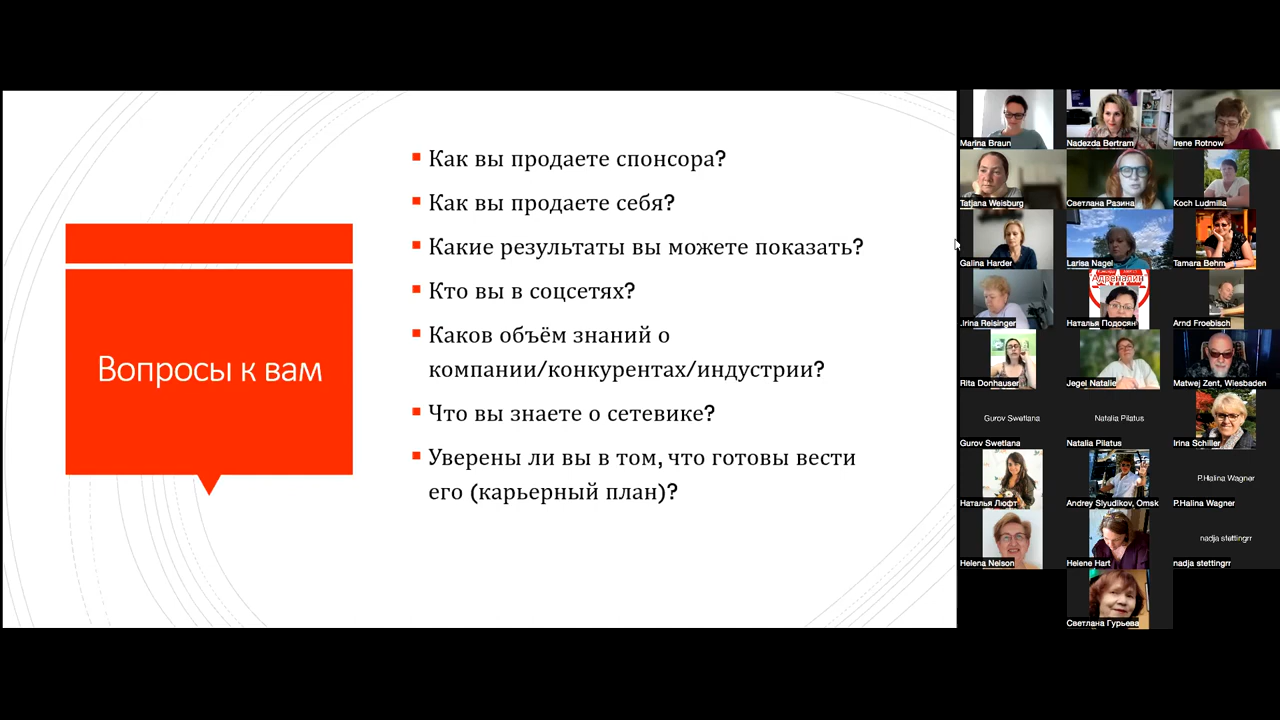 Вопросы к вам
Как вы продаете спонсора?
Как вы продаете себя?
Какие результаты вы можете показать?
Кто вы в соцсетях?
Каков объём знаний о
компании/конкурентах/индустрии?
Что вы знаете о сетевике?
Уверены ли вы в том, что готовы вести
его (карьерный план)?
Marina Braun
Nadezda Bertram
Irene Rotnow
Tatjana Weisburg
Светлана Разина
Koch Ludmilla
Galina Harder
Larisa Nagel
Tamara Behm
.Irina Reisinger
Адреналин
Наталья Подосян
Arnd Froebisch
Rita Donhauser
Jegel Natalie
Matwej Zent, Wiesbaden
Gurov Swetlana
Gurov Swetlana
Natalia Pilatus
Natalia Pilatus
Irina Schiller
Наталья Люфт
Andrey Slyudikov, Omsk
P.Halina Wagner
P.Halina Wagner
Helena Nelson
Helene Hart
nadja stettingrr
nadja stettingrr
Светлана Гурьева